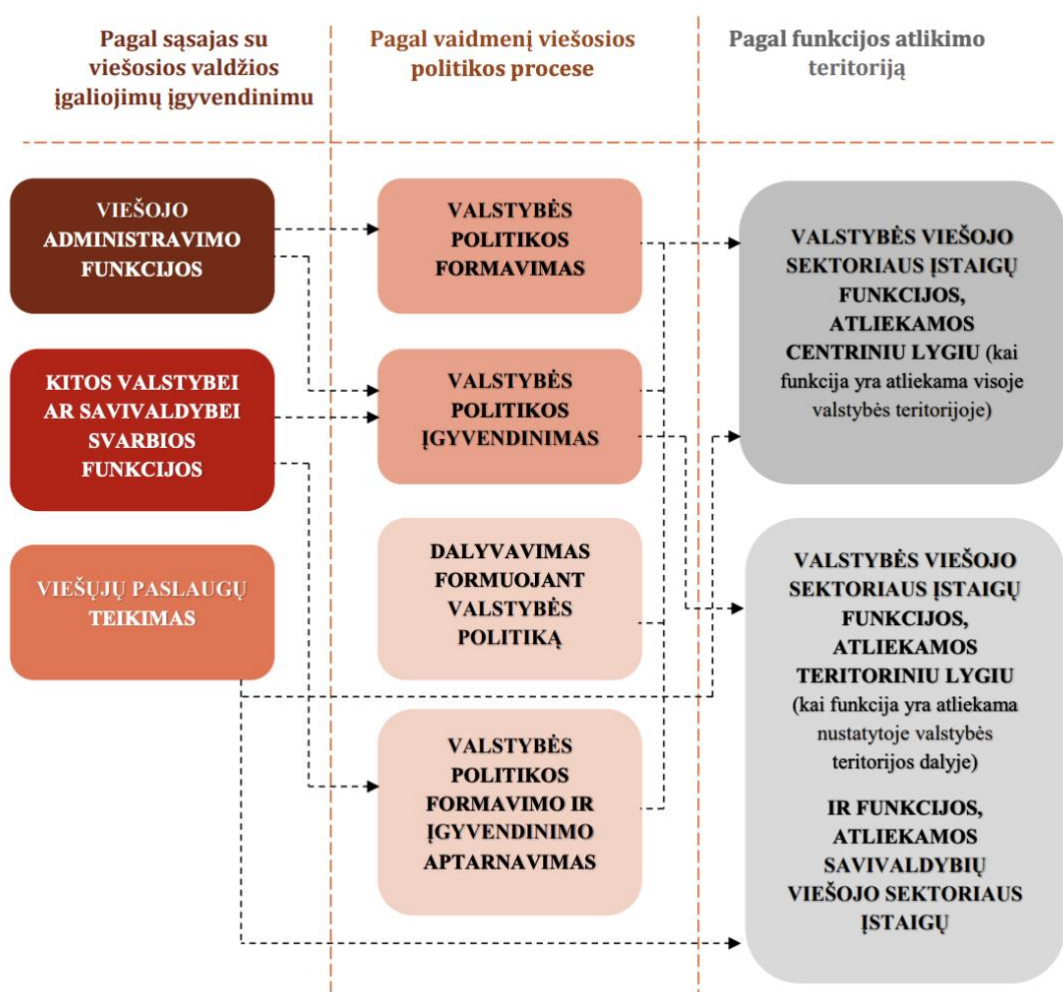 Pagal sąsajas su
viešosios valdžios
įgaliojimų įgyvendinimu
Pagal vaidmenį viešosios
politikos procese
Pagal funkcijos atlikimo
teritoriją
VIEŠOJO
ADMINISTRAVIMO
FUNKCIJOS
KITOS VALSTYBEI
AR SAVIVALDYBEI
SVARBIOS
FUNKCIJOS
VIEŠŲJŲ PASLAUGŲ
TEIKIMAS
VALSTYBĖS
POLITIKOS
FORMAVIMAS
VALSTYBĖS
POLITIKOS
ĮGYVENDINIMAS
DALYVAVIMAS
FORMUOJANT
VALSTYBĖS
POLITIKĄ
VALSTYBĖS
POLITIKOS
FORMAVIMO IR
ĮGYVENDINIMO
APTARNAVIMAS
VALSTYBĖS VIEŠOJO
SEKTORIAUS ĮSTAIGŲ
FUNKCIJOS,
ATLIEKAMOS
CENTRINIU LYGIU (kai
funkcija yra atliekama visoje
valstybės teritorijoje)
VALSTYBĖS VIEŠOJO
SEKTORIAUS ĮSTAIGŲ
FUNKCIJOS,
ATLIEKAMOS
TERITORINIU LYGIU
(kai funkcija yra atliekama
nustatytoje valstybės
teritorijos dalyje)
IR FUNKCIJOS,
ATLIEKAMOS
SAVIVALDYBIŲ
VIEŠOJO SEKTORIAUS
ĮSTAIGŲ